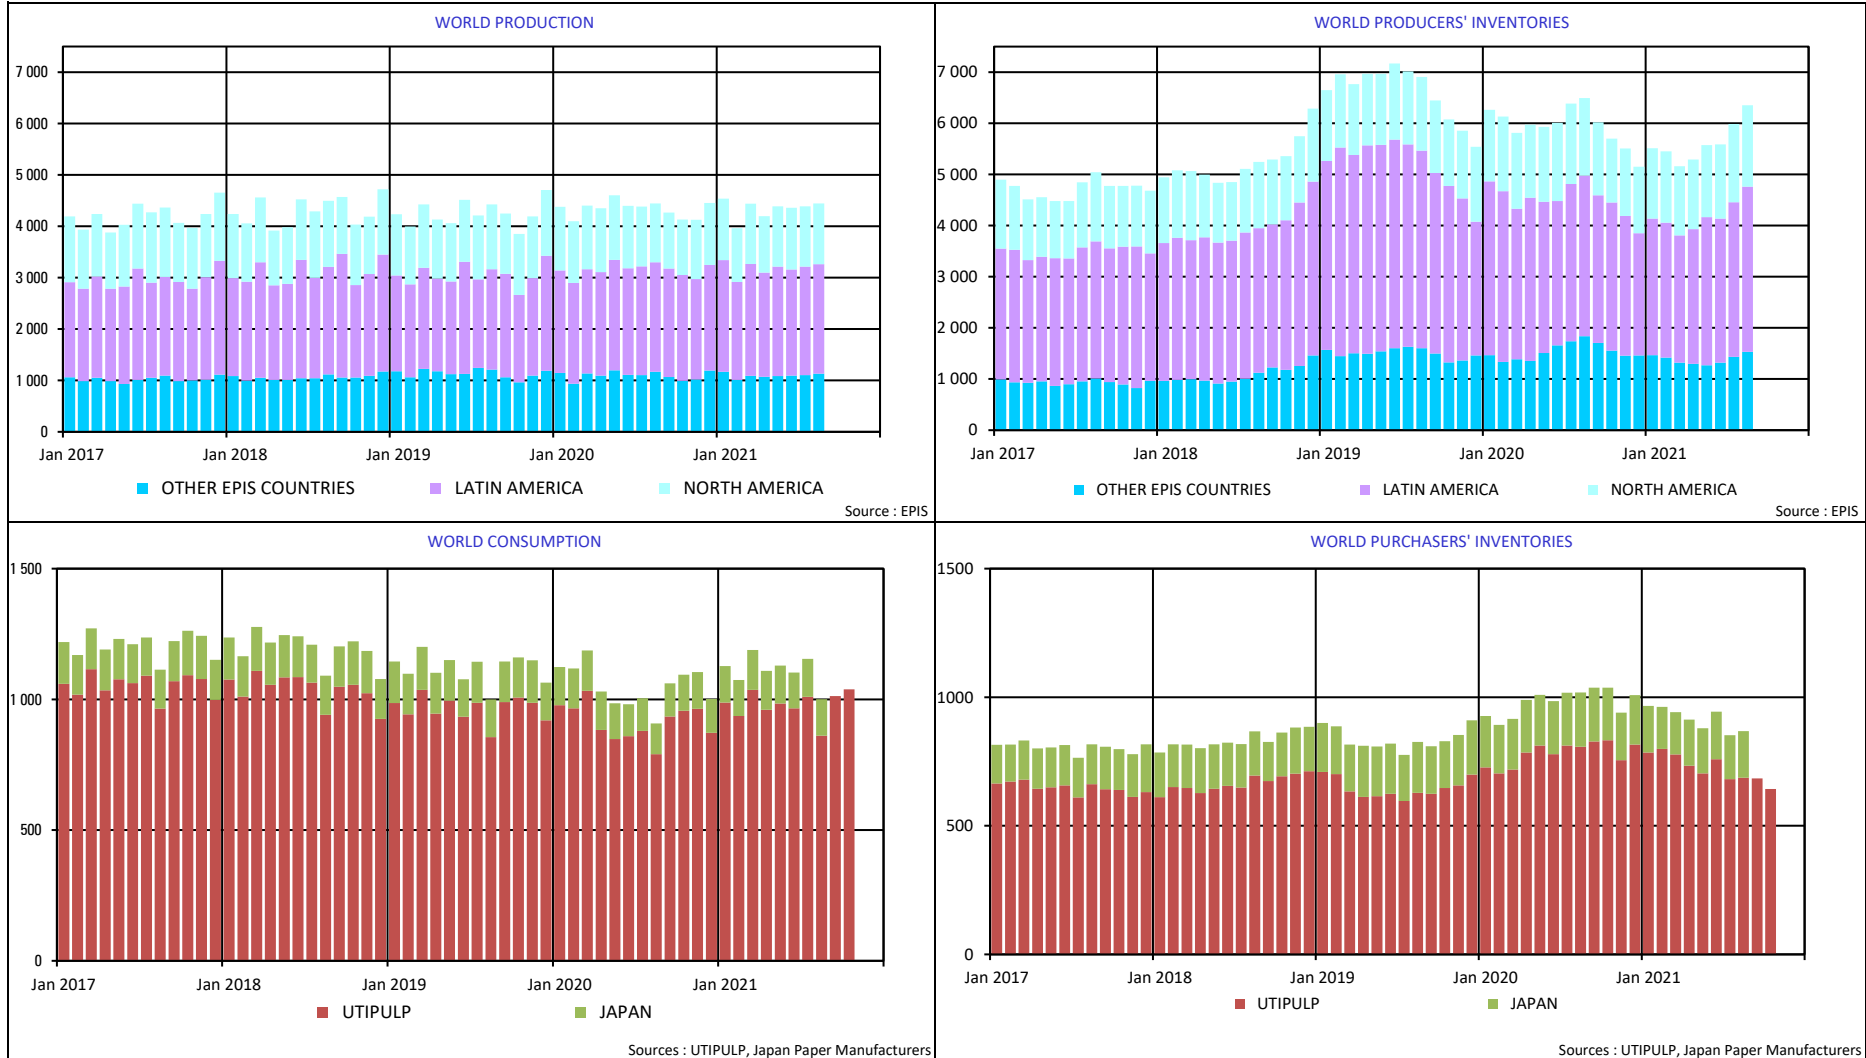 WORLD PRODUCTION
7 000
6 000
5 000
4 000
3 000
2 000
1 000
0
Jan 2017 Jan 2018 Jan 2019 Jan 2020 Jan 2021
OTHER EPIS COUNTRIES LATIN AMERICA NORTH AMERICA
Source : EPIS
WORLD PRODUCERS' INVENTORIES
7 000
6 000
5 000
4 000
3 000
2 000
1 000
0
Jan 2017 Jan 2018 Jan 2019 Jan 2020 Jan 2021
OTHER EPIS COUNTRIES LATIN AMERICA NORTH AMERICA
Source : EPIS
WORLD CONSUMPTION
1 500
1 000
500
0
Jan 2017 Jan 2018 Jan 2019 Jan 2020 Jan 2021
UTIPULP JAPAN
Sources : UTIPULP, Japan Paper Manufacturers
WORLD PURCHASERS' INVENTORIES
1500
1000
500
0
Jan 2017 Jan 2018 Jan 2019 Jan 2020 Jan 2021
UTIPULP JAPAN
Sources : UTIPULP, Japan Paper Manufacturers